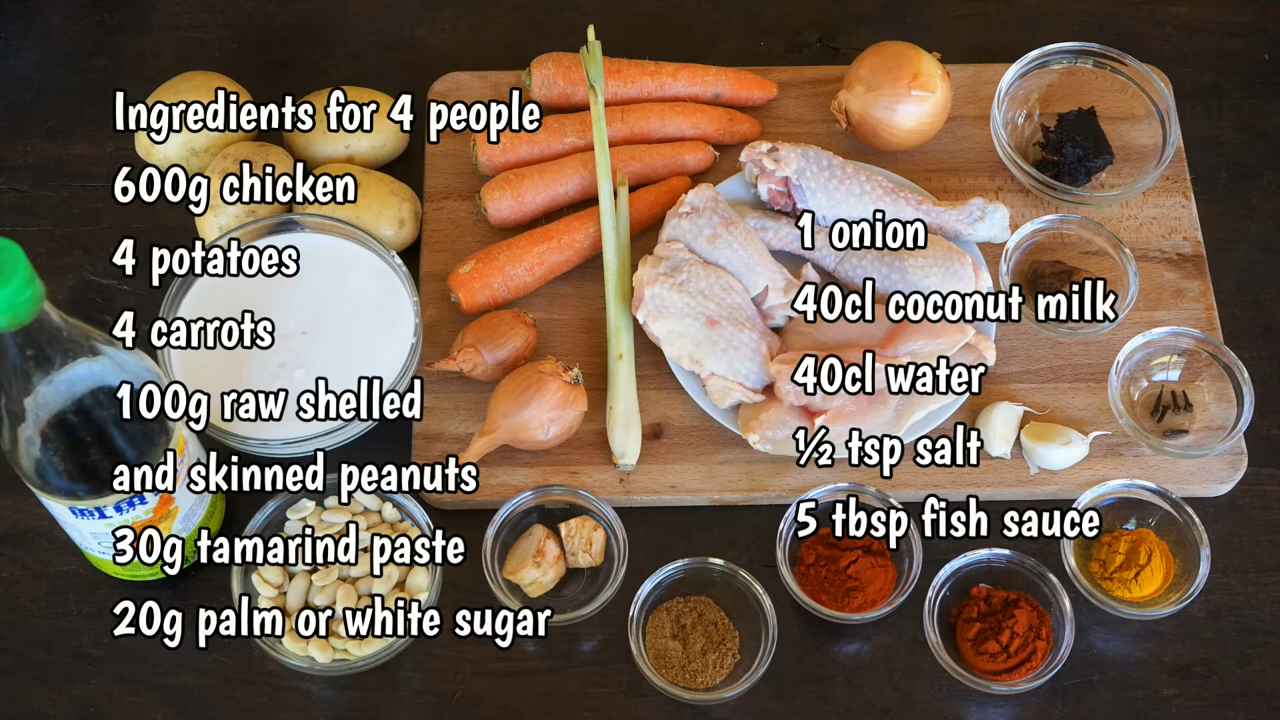 Ingredients for 4 people
600g chicken
4 potatoes
4 carrots
100g raw shelled
and skinned peanuts
30g tamarind paste
20g palm or white sugar
1 onion
40cl coconut milk
40cl water
½ tsp salt
5 tbsp fish sauce